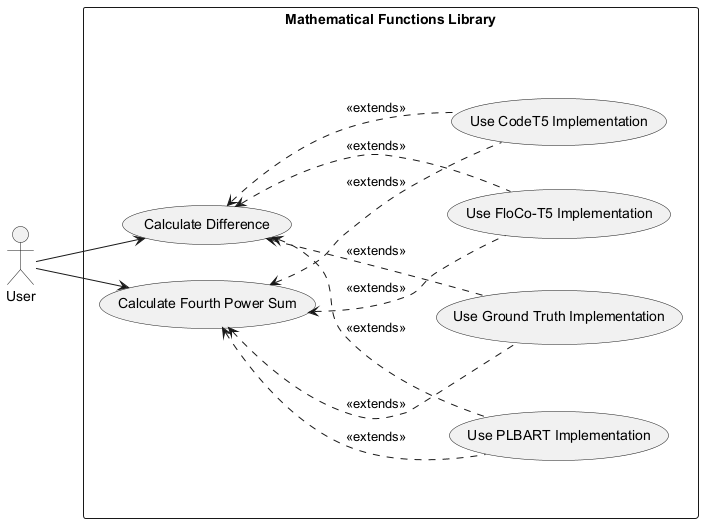 Mathematical Functions Library
«extends»
Use CodeT5 Implementation
«extends»
«extends»
Use FloCo-T5 Implementation
Calculate Difference
«extends»
User
«extends»
Calculate Fourth Power Sum
Use Ground Truth Implementation
«extends»
«extends»
Use PLBART Implementation
«extends»